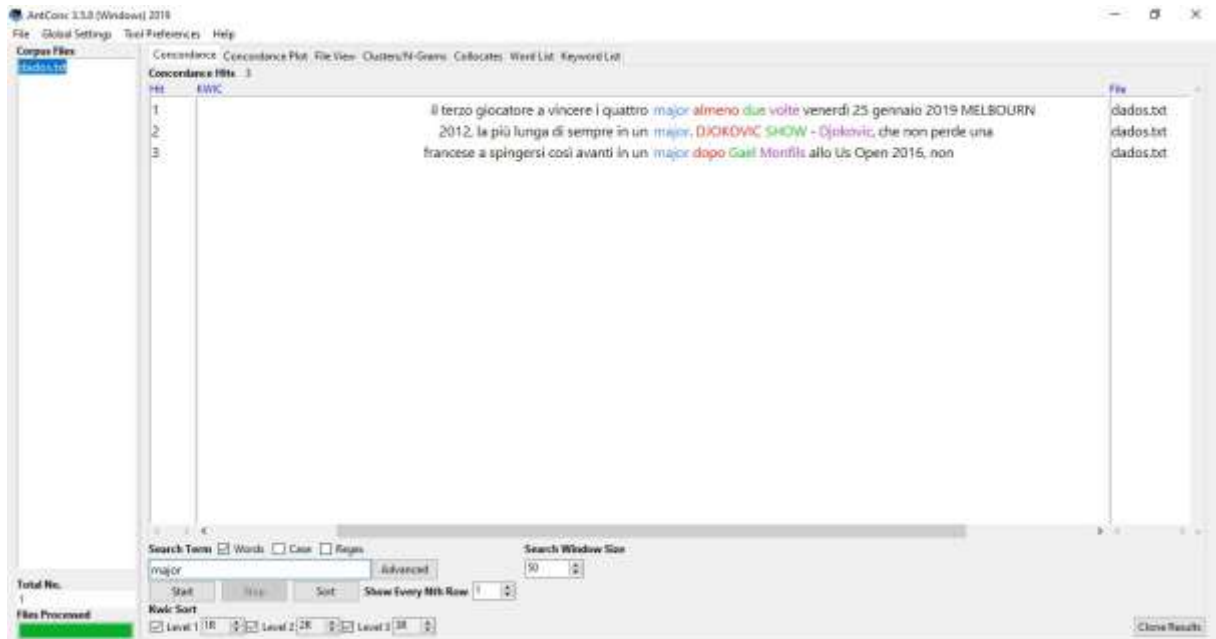 AntConc 3.5.8 (Windows) 2019
File Global Settings Tool Preferences Help
Corpus Files
dados.txt
Concordance Concordance Plot File View Clusters/N-Grams Collocates Word List Keyword List
Concordance Hits 3
Hit KWIC File
1 il terzo giocatore a vincere i quattro major almeno due volte venerdì 25 gennaio 2019 MELBOURN dados.txt
2 2012, la più lunga di sempre in un major. DJOKOVIC SHOW - Djokovic, che non perde una dados.txt
3 francese a spingersi così avanti in un major dopo Gael Monfils allo Us Open 2016, non dados.txt
Search Term Words Case Regex Search Window Size
major Advanced 50
Start Stop Sort Show Every Nth Row 1
Total No.
1
Files Processed
Kwic Sort
Level 1 1R Level 2 2R Level 3 3R Clone Results